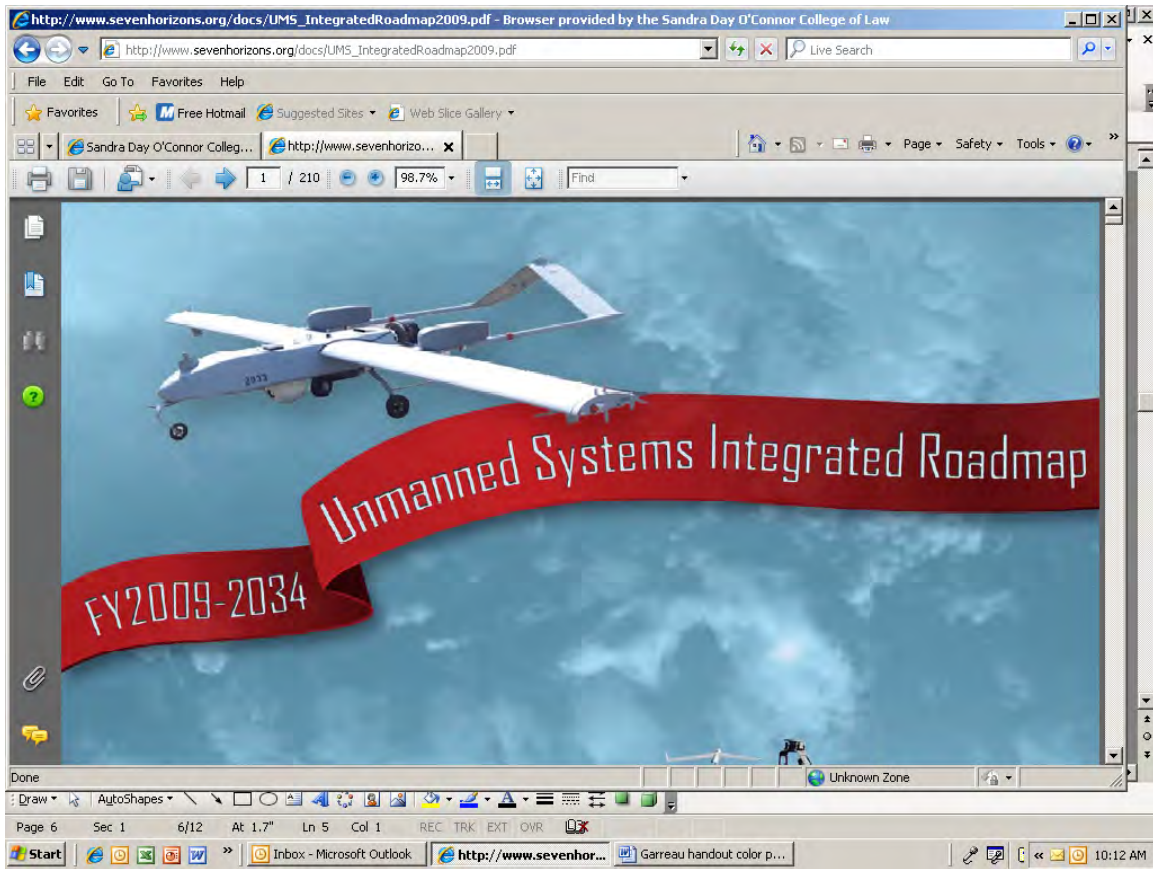 http://www.sevenhorizons.org/docs/UMS_IntegratedRoadmap2009.pdf - Browser provided by the Sandra Day O'Connor College of Law
http://www.sevenhorizons.org/docs/UMS_IntegratedRoadmap2009.pdf
Live Search
File Edit Go To Favorites Help
Favorites Free Hotmail Suggested Sites Web Slice Gallery
Sandra Day O'Connor Colleg... http://www.sevenhorizo... Page Safety Tools
1 / 210 98.7% Find
2033
Unmanned Systems Integrated Roadmap
FY2009-2034
Done Unknown Zone
Draw AutoShapes
Page 6 Sec 1 6/12 At 1.7" Ln 5 Col 1 REC TRK EXT OVR
Start Inbox - Microsoft Outlook http://www.sevenhor... Garreau handout color p... 10:12 AM